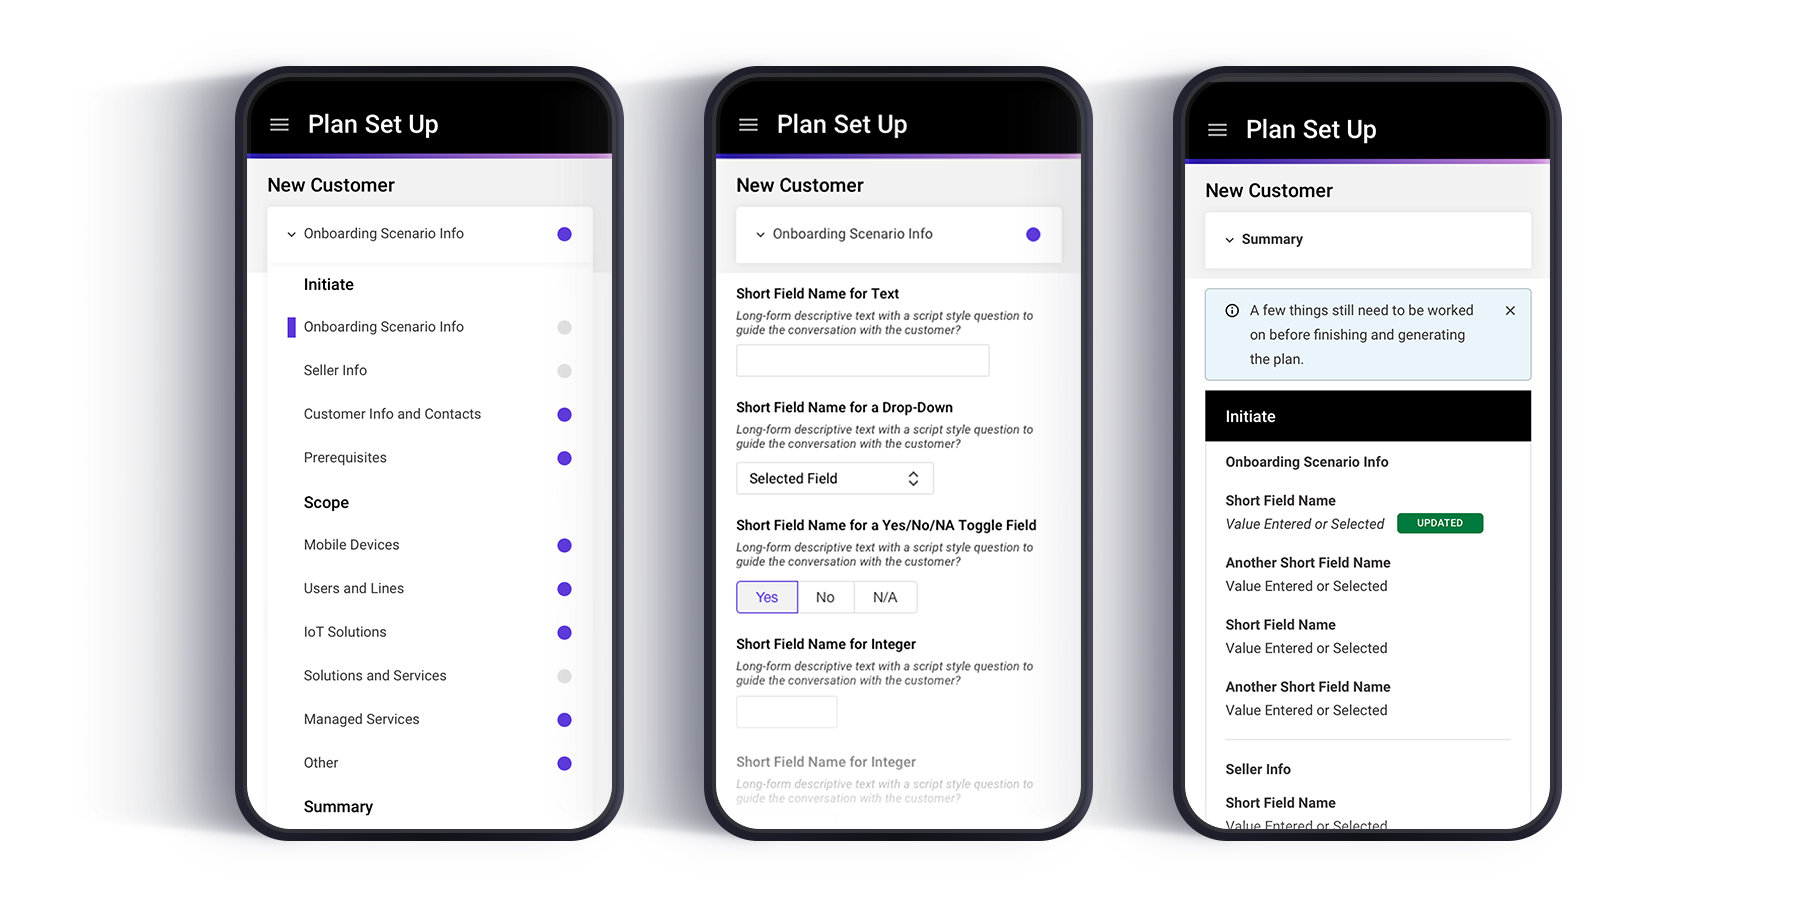 Plan Set Up
New Customer
Onboarding Scenario Info
Initiate
Onboarding Scenario Info
Seller Info
Customer Info and Contacts
Prerequisites
Scope
Mobile Devices
Users and Lines
IoT Solutions
Solutions and Services
Managed Services
Other
Summary
Plan Set Up
New Customer
Onboarding Scenario Info
Short Field Name for Text
Long-form descriptive text with a script style question to
guide the conversation with the customer?
Short Field Name for a Drop-Down
Long-form descriptive text with a script style question to
guide the conversation with the customer?
Selected Field
Short Field Name for a Yes/No/NA Toggle Field
Long-form descriptive text with a script style question to
guide the conversation with the customer?
Yes No N/A
Short Field Name for Integer
Long-form descriptive text with a script style question to
guide the conversation with the customer?
Short Field Name for Integer
Long-form descriptive text with a script style question to
guide the conversation with the customer?
Plan Set Up
New Customer
Summary
A few things still need to be worked
on before finishing and generating
the plan.
Initiate
Onboarding Scenario Info
Short Field Name
Value Entered or Selected UPDATED
Another Short Field Name
Value Entered or Selected
Short Field Name
Value Entered or Selected
Another Short Field Name
Value Entered or Selected
Seller Info
Short Field Name
Value Entered or Selected